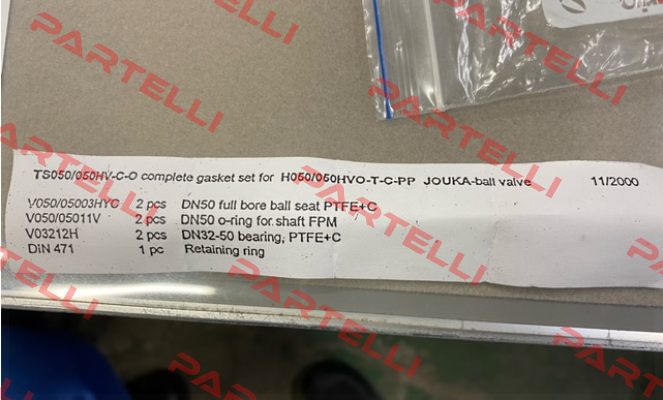 TS050/050HV-C-O complete gasket set for H050/050HVO-T-C-PP JOUKA-ball valve 11/2000
V050/05003HYC 2 pcs DN50 full bore ball seat PTFE+C
V050/05011V 2 pcs DN50 o-ring for shaft FPM
V03212H 2 pcs DN32-50 bearing, PTFE+C
DIN 471 1 pc Retaining ring
PARTELLI
PARTELLI
PARTELLI
PARTELLI
PARTELLI
PARTELLI